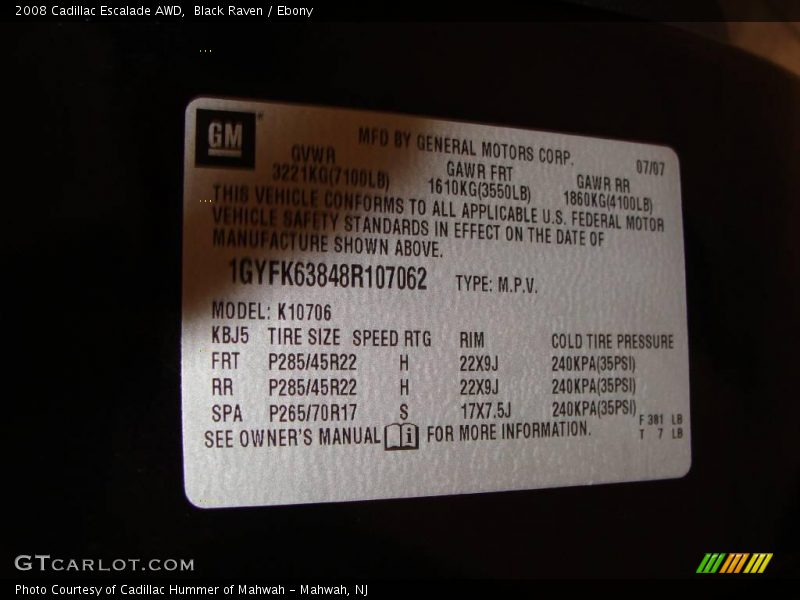 2008 Cadillac Escalade AWD,  Black Raven / Ebony
GM
MFD BY GENERAL MOTORS CORP. 07/07
GVWR GAWR FRT GAWR RR
3221KG(7100LB) 1610KG(3550LB) 1860KG(4100LB)
THIS VEHICLE CONFORMS TO ALL APPLICABLE U.S. FEDERAL MOTOR
VEHICLE SAFETY STANDARDS IN EFFECT ON THE DATE OF
MANUFACTURE SHOWN ABOVE.
1GYFK63848R107062 TYPE: M.P.V.
MODEL: K10706
KBJ5 TIRE SIZE SPEED RTG RIM COLD TIRE PRESSURE
FRT P285/45R22 H 22X9J 240KPA(35PSI)
RR P285/45R22 H 22X9J 240KPA(35PSI)
SPA P265/70R17 S 17X7.5J 240KPA(35PSI)
SEE OWNER'S MANUAL i FOR MORE INFORMATION.
F 381 LB
T 7 LB
GTCARLOT.COM
Photo Courtesy of Cadillac Hummer of Mahwah - Mahwah, NJ